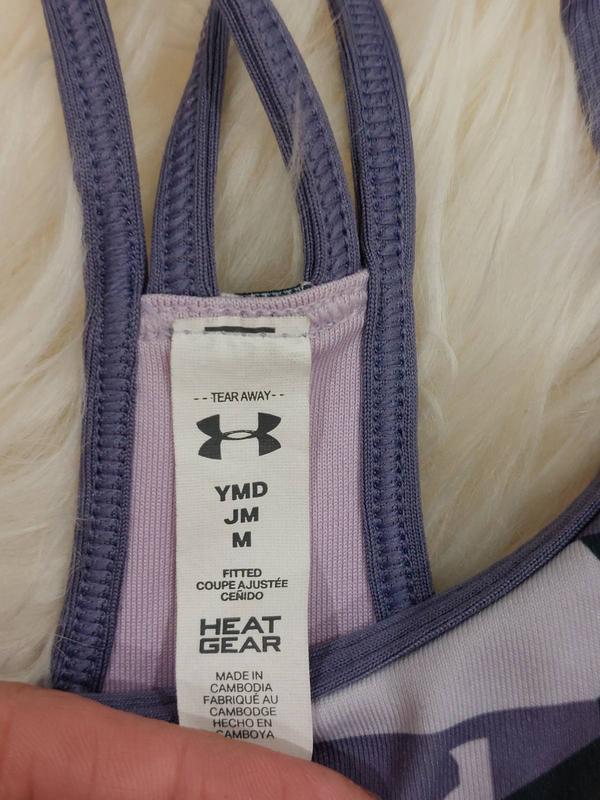 --TEAR AWAY--
YMD
JM
M
FITTED
COUPE AJUSTÉE
CEÑIDO
HEAT
GEAR
MADE IN
CAMBODIA
FABRIQUÉ AU
CAMBODGE
HECHO EN
CAMBOYA